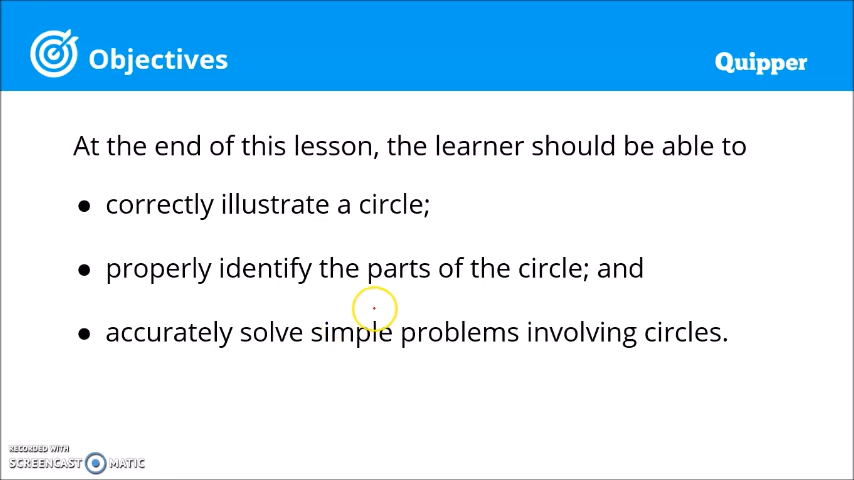 Objectives
Quipper
At the end of this lesson, the learner should be able to
● correctly illustrate a circle;
● properly identify the parts of the circle; and
● accurately solve simple problems involving circles.
RECORDED WITH
SCREENCAST MATIC